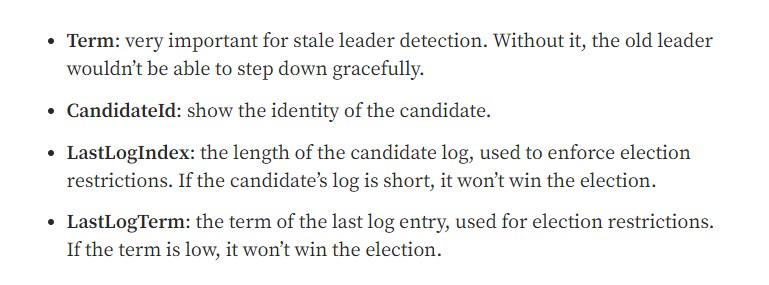 • Term: very important for stale leader detection. Without it, the old leader
wouldn’t be able to step down gracefully.
• CandidateId: show the identity of the candidate.
• LastLogIndex: the length of the candidate log, used to enforce election
restrictions. If the candidate’s log is short, it won’t win the election.
• LastLogTerm: the term of the last log entry, used for election restrictions.
If the term is low, it won’t win the election.